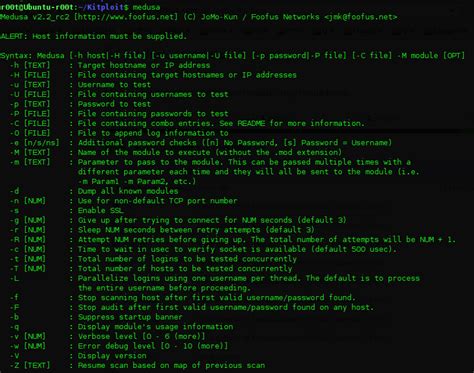 r00t@Ubuntu-r00t:~/Kitploit$ medusa
Medusa v2.2_rc2 [http://www.foofus.net] (C) JoMo-Kun / Foofus Networks <jmk@foofus.net>
ALERT: Host information must be supplied.
Syntax: Medusa [-h host|-H file] [-u username|-U file] [-p password|-P file] [-C file] -M module [OPT]
-h [TEXT] : Target hostname or IP address
-H [FILE] : File containing target hostnames or IP addresses
-u [TEXT] : Username to test
-U [FILE] : File containing usernames to test
-p [TEXT] : Password to test
-P [FILE] : File containing passwords to test
-C [FILE] : File containing combo entries. See README for more information.
-O [FILE] : File to append log information to
-e [n/s/ns] : Additional password checks ([n] No Password, [s] Password = Username)
-M [TEXT] : Name of the module to execute (without the .mod extension)
-m [TEXT] : Parameter to pass to the module. This can be passed multiple times with a
different parameter each time and they will all be sent to the module (i.e.
-m Param1 -m Param2, etc.)
-d : Dump all known modules
-n [NUM] : Use for non-default TCP port number
-s : Enable SSL
-g [NUM] : Give up after trying to connect for NUM seconds (default 3)
-r [NUM] : Sleep NUM seconds between retry attempts (default 3)
-R [NUM] : Attempt NUM retries before giving up. The total number of attempts will be NUM + 1.
-c [NUM] : Time to wait in usec to verify socket is available (default 500 usec).
-t [NUM] : Total number of logins to be tested concurrently
-T [NUM] : Total number of hosts to be tested concurrently
-L : Parallelize logins using one username per thread. The default is to process
the entire username before proceeding.
-f : Stop scanning host after first valid username/password found.
-F : Stop audit after first valid username/password found on any host.
-b : Suppress startup banner
-q : Display module's usage information
-v [NUM] : Verbose level [0 - 6 (more)]
-w [NUM] : Error debug level [0 - 10 (more)]
-V : Display version
-Z [TEXT] : Resume scan based on map of previous scan